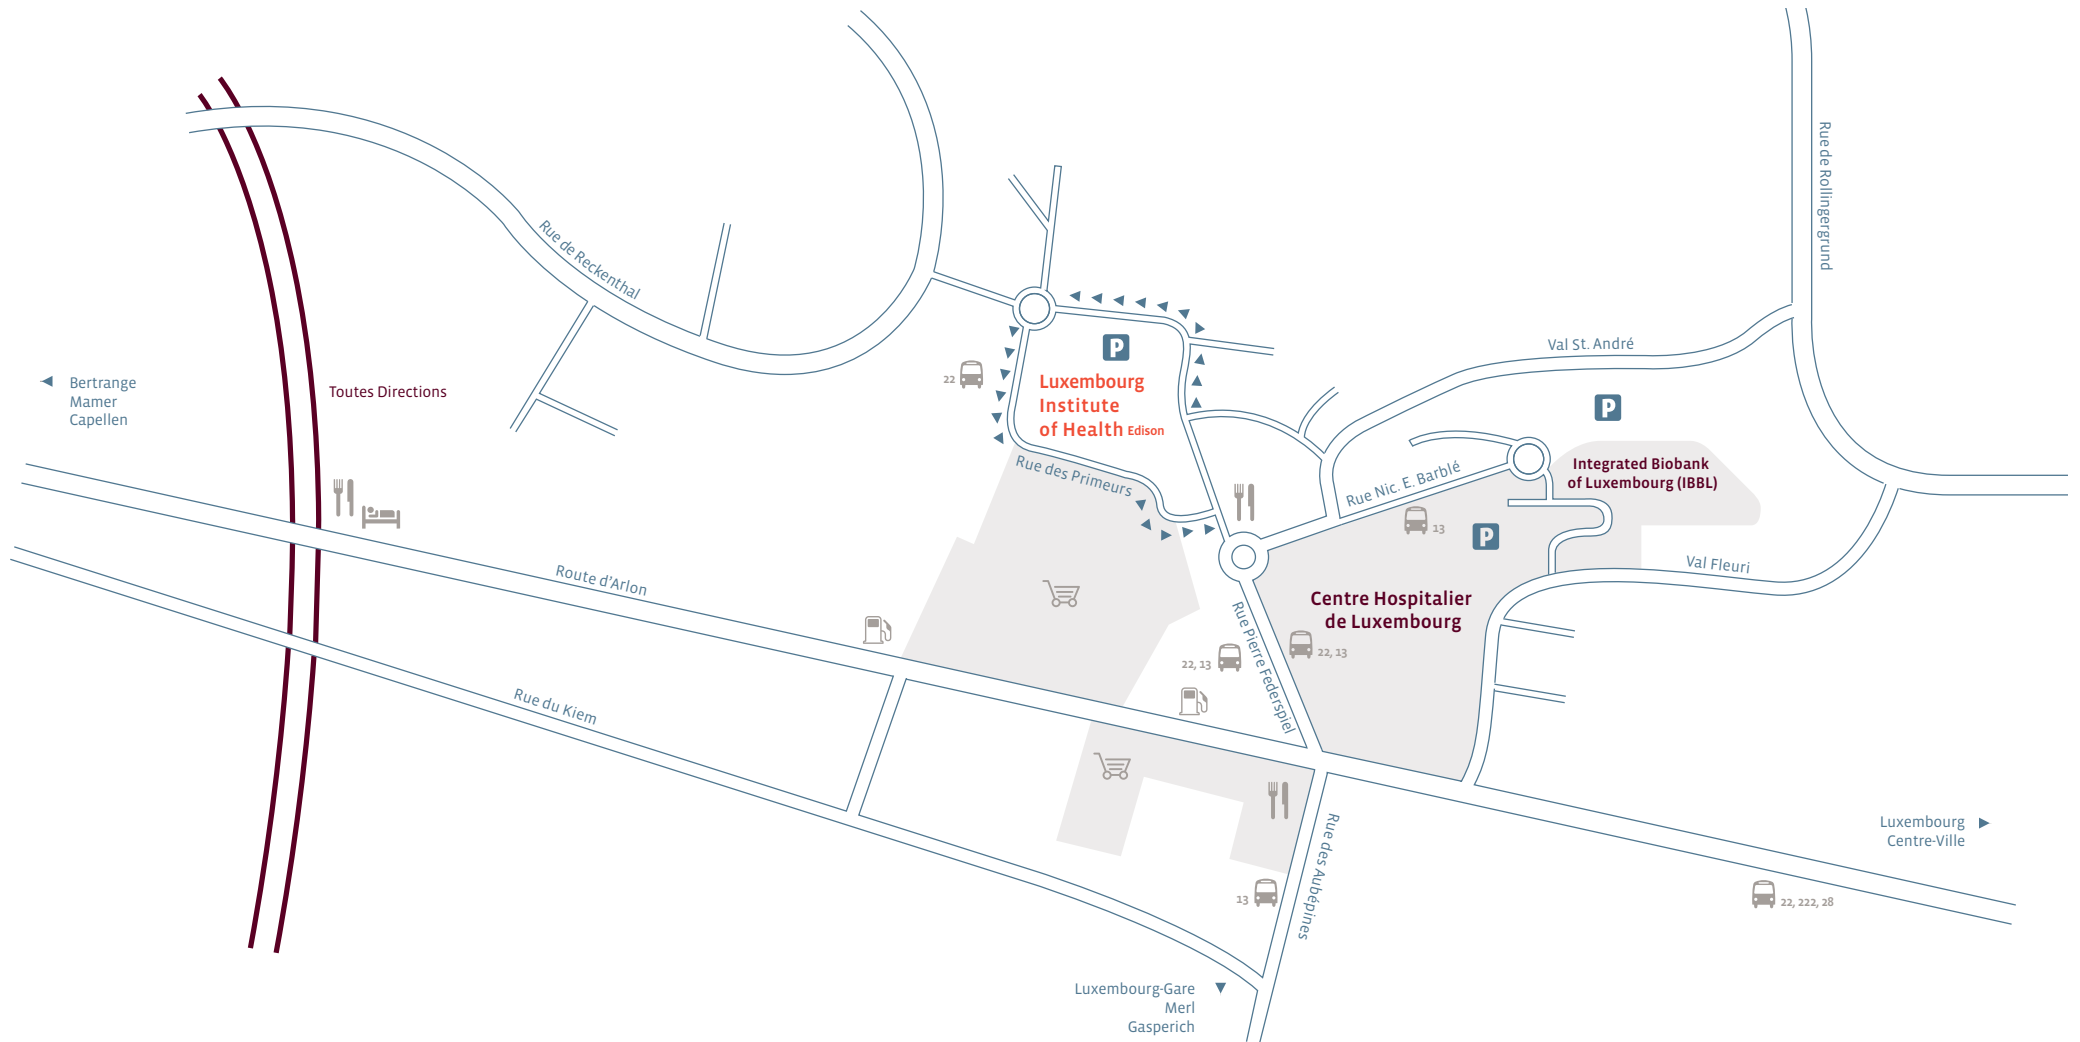 Rue de Rollingergrund
Rue de Reckenthal
Val St. André
P
22
Luxembourg
Institute
of Health Edison
Bertrange
Mamer
Capellen
Toutes Directions
P
Rue des Primeurs
Rue Nic. E. Barblé
Integrated Biobank
of Luxembourg (IBBL)
13
P
Val Fleuri
Route d'Arlon
Centre Hospitalier
de Luxembourg
Rue Pierre Federspiel
22, 13
22, 13
Rue du Kiem
Rue des Aubépines
Luxembourg
Centre-Ville
13
22, 222, 28
Luxembourg-Gare
Merl
Gasperich